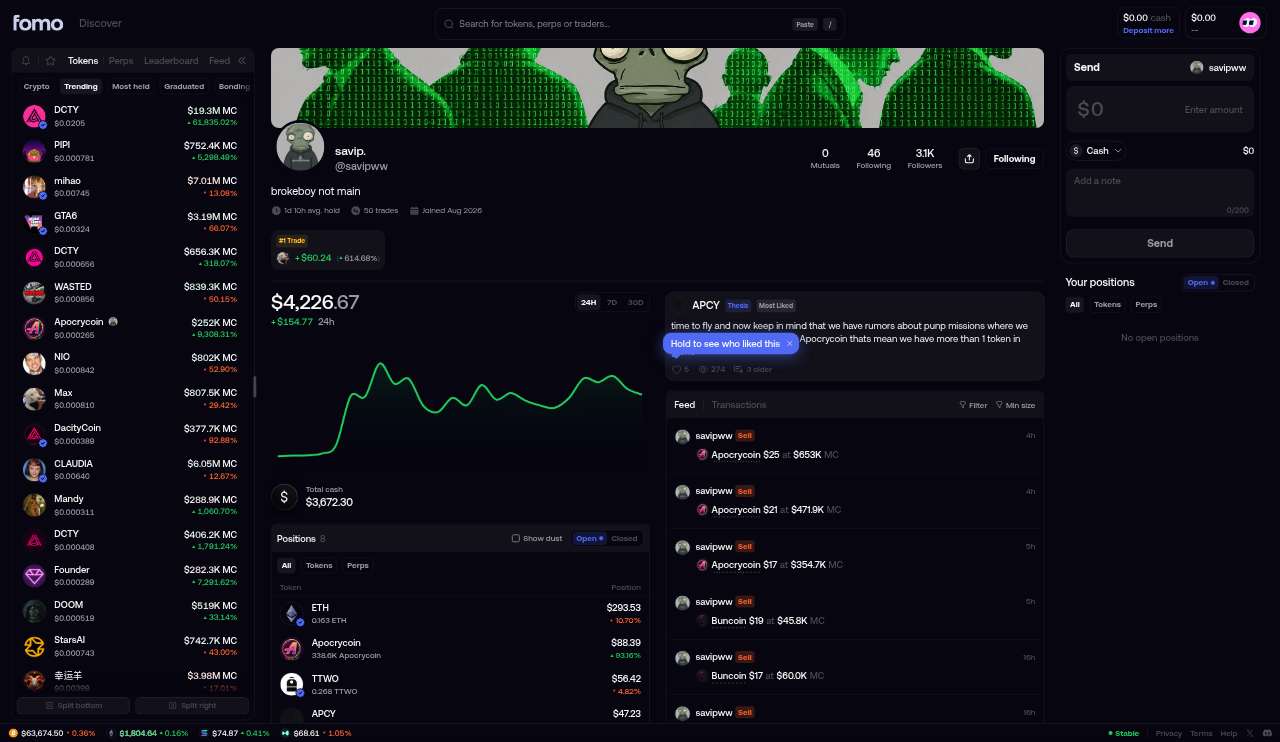 fomo
Discover
Search for tokens, perps or traders...
Paste
/
$0.00 cash
Deposit more
$0.00
--
Tokens Perps Leaderboard Feed
Crypto Trending Most held Graduated Bonding
DCTY $19.3M MC
$0.0205 61,835.02%
PIPI $752.4K MC
$0.000781 5,298.49%
mihao $7.01M MC
$0.00745 13.08%
GTA6 $3.19M MC
$0.00324 66.07%
DCTY $656.3K MC
$0.000656 318.07%
WASTED $839.3K MC
$0.000856 50.15%
Apocrycoin $252K MC
$0.000265 9,308.31%
NIO $802K MC
$0.000842 52.90%
Max $807.5K MC
$0.000810 29.42%
DacityCoin $377.7K MC
$0.000389 92.88%
CLAUDIA $6.05M MC
$0.00640 12.67%
Mandy $288.9K MC
$0.000311 1,060.70%
DCTY $406.2K MC
$0.000408 1,791.24%
Founder $282.3K MC
$0.000289 7,291.62%
DOOM $519K MC
$0.000519 33.14%
StarsAI $742.7K MC
$0.000743 43.00%
幸运羊 $3.98M MC
$0.00399 17.01%
Split bottom Split right
savip.
@savipww
0 Mutuals
46 Following
3.1K Followers
Following
brokeboy not main
1d 10h avg. hold 50 trades Joined Aug 2026
#1 Trade
+$60.24 614.68%
$4,226.67
24H 7D 30D
+$154.77 24h
Total cash
$3,672.30
Positions 8
Show dust
Open Closed
All Tokens Perps
Token Position
ETH $293.53
0.163 ETH 10.70%
Apocrycoin $88.39
338.6K Apocrycoin
TTWO $56.42
0.268 TTWO 4.82%
APCY $47.23
APCY Thesis Most Liked
time to fly and now keep in mind that we have rumors about punp missions where we
Apocrycoin thats mean we have more than 1 token in
Hold to see who liked this ×
5 274 3 older
Feed Transactions
Filter Min size
savipww Sell 4h
Apocrycoin $25 at $653K MC
savipww Sell 4h
Apocrycoin $21 at $471.9K MC
savipww Sell 5h
Apocrycoin $17 at $354.7K MC
savipww Sell 5h
Buncoin $19 at $45.8K MC
savipww Sell 15h
Buncoin $17 at $60.0K MC
savipww Sell 16h
Send
savipww
$0 Enter amount
$ Cash $0
Add a note
0/200
Send
Your positions
Open Closed
All Tokens Perps
No open positions
$63,674.50 0.36% $1,804.64 0.16% $74.87 0.41% $68.61 1.05%
Stable Privacy Terms Help